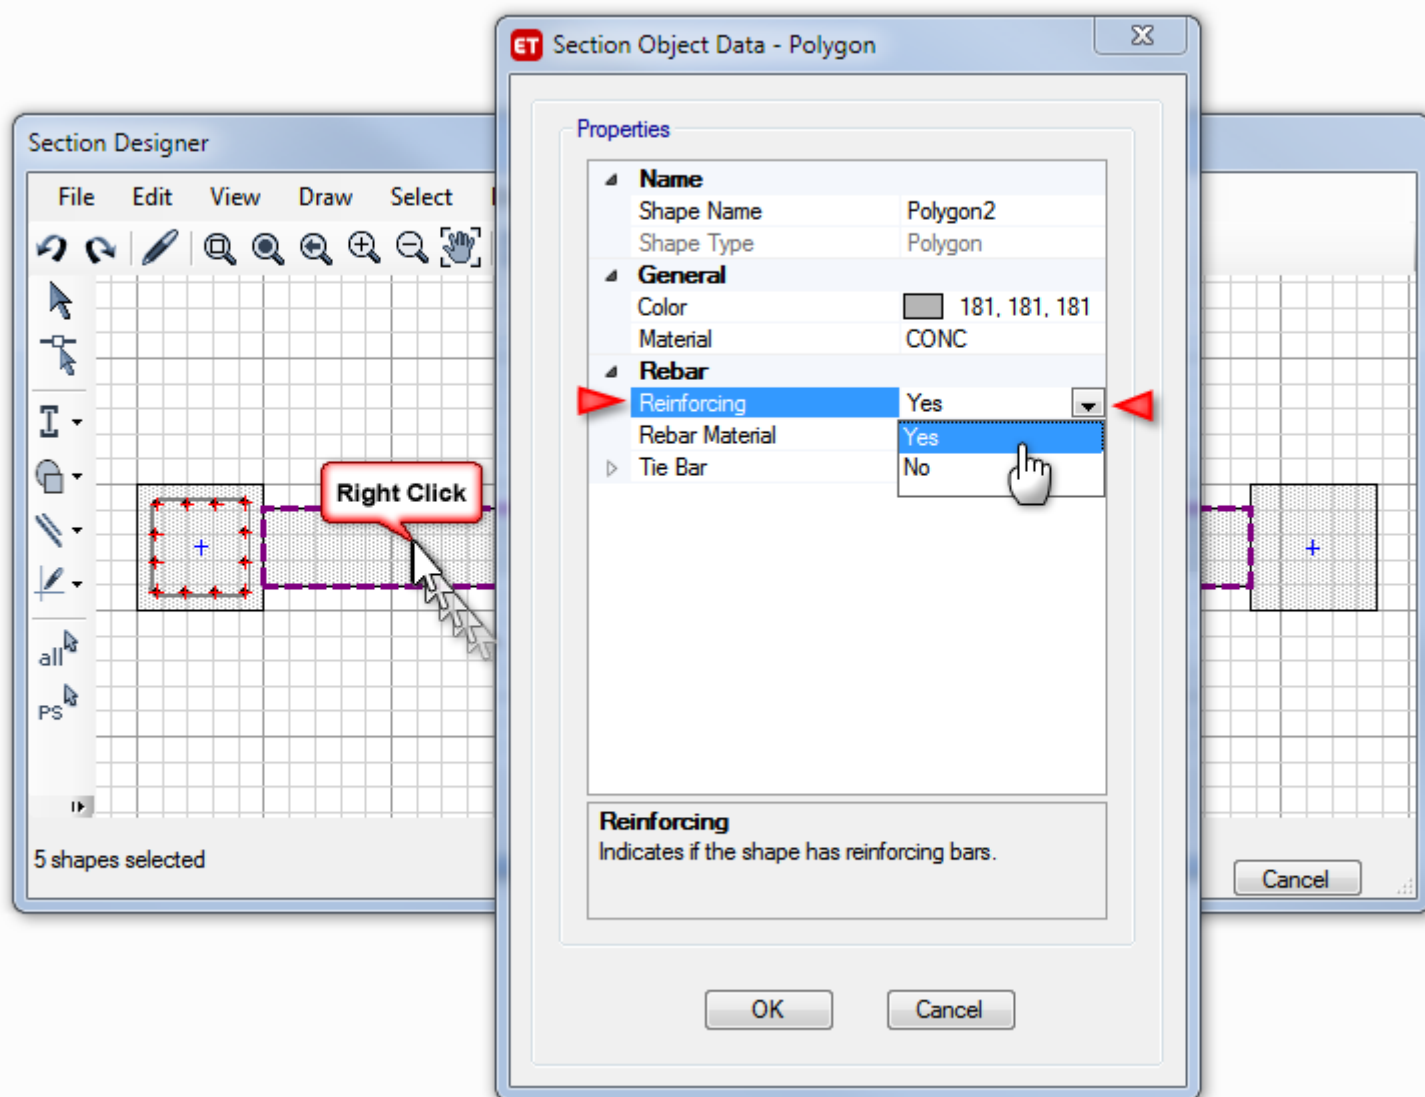 ET Section Object Data - Polygon
Section Designer
File Edit View Draw Select
Properties
Name
Shape Name Polygon2
Shape Type Polygon
General
Color 181, 181, 181
Material CONC
Rebar
Reinforcing Yes
Rebar Material Yes
Tie Bar No
Right Click
all
PS
Reinforcing
Indicates if the shape has reinforcing bars.
5 shapes selected
Cancel
OK Cancel